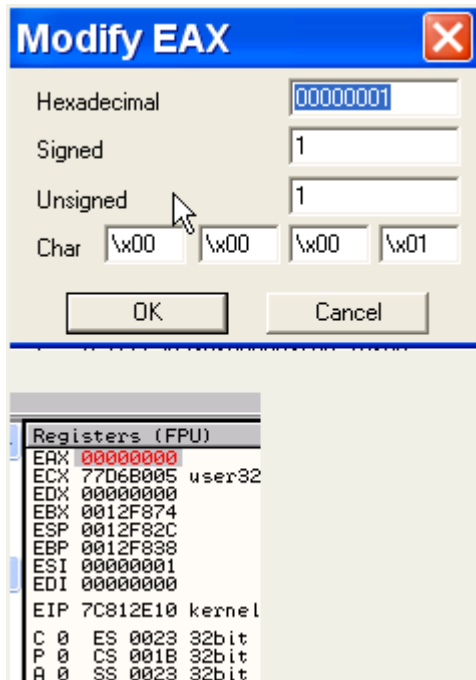 Modify EAX
Hexadecimal 00000001
Signed 1
Unsigned 1
Char \x00 \x00 \x00 \x01
OK Cancel
Registers (FPU)
EAX 00000000
ECX 77D6B005 user32
EDX 00000000
EBX 0012F874
ESP 0012F82C
EBP 0012F838
ESI 00000001
EDI 00000000
EIP 7C812E10 kernel
C 0 ES 0023 32bit
P 0 CS 001B 32bit
A 0 SS 0023 32bit